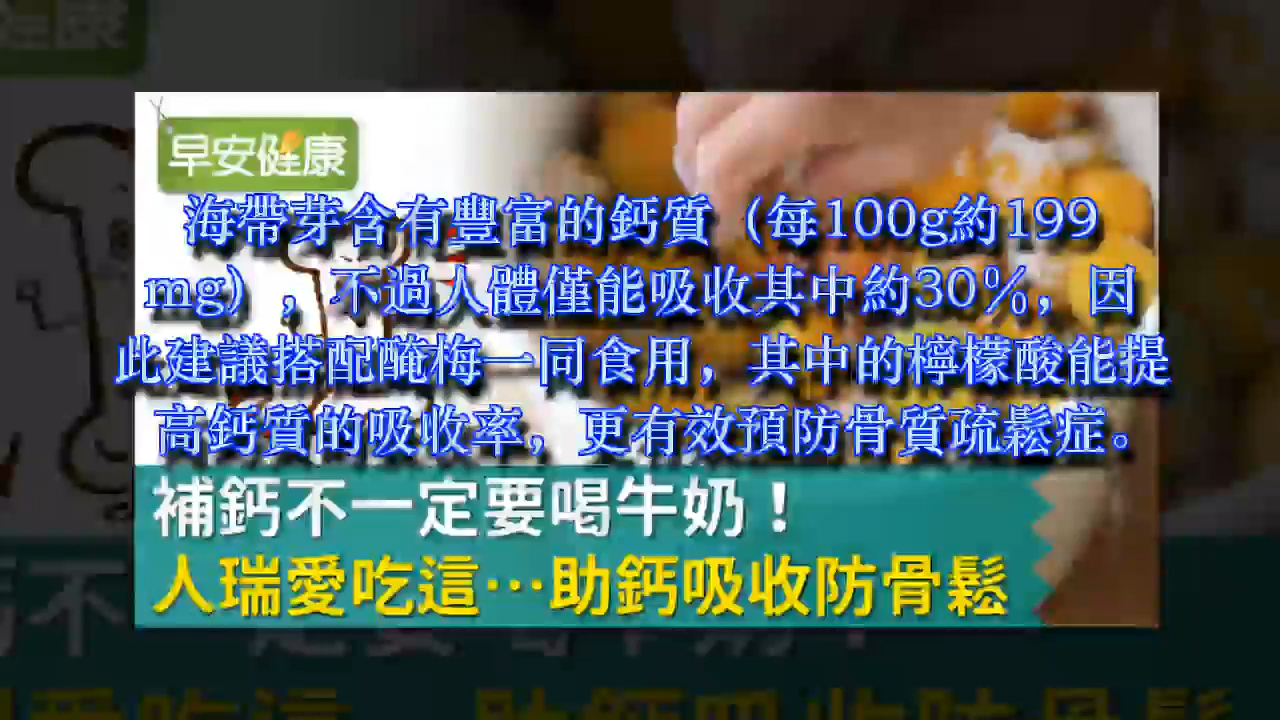 早安健康
海帶芽含有豐富的鈣質（每100g約199
mg），不過人體僅能吸收其中約30%，因
此建議搭配醃梅一同食用，其中的檸檬酸能提
高鈣質的吸收率，更有效預防骨質疏鬆症。
補鈣不一定要喝牛奶！
人瑞愛吃這…助鈣吸收防骨鬆